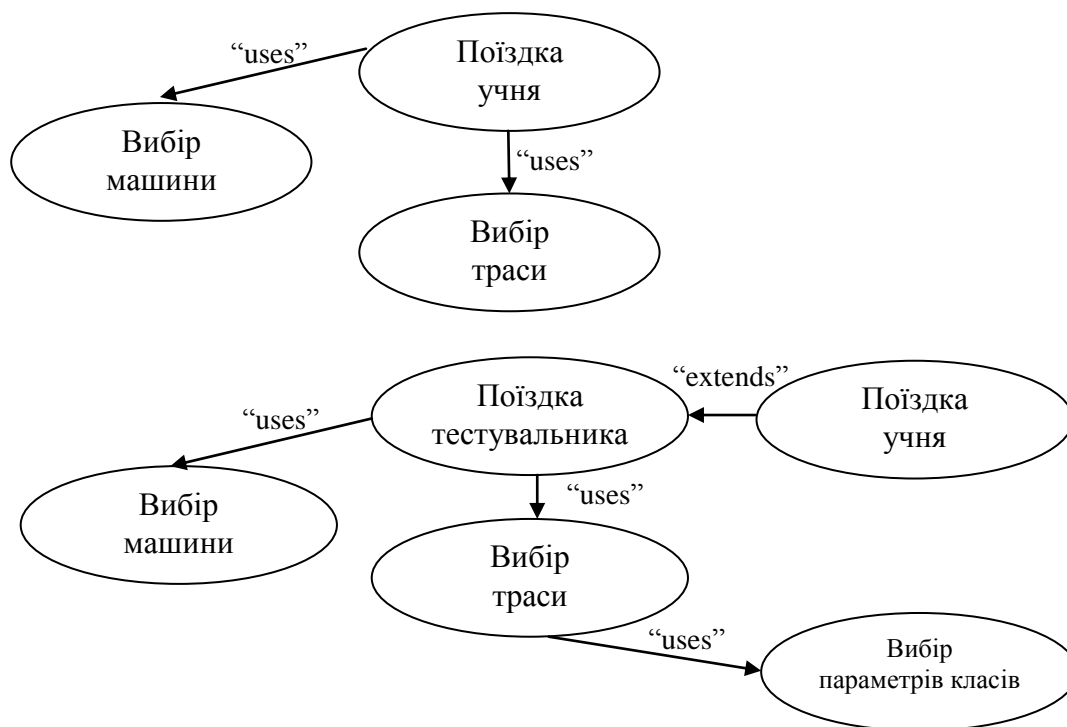 “uses”
Поїздка
учня
Вибір
машини
“uses”
Вибір
траси
“extends”
Поїздка
тестувальника
Поїздка
учня
“uses”
“uses”
Вибір
машини
Вибір
траси
“uses”
Вибір
параметрів класів